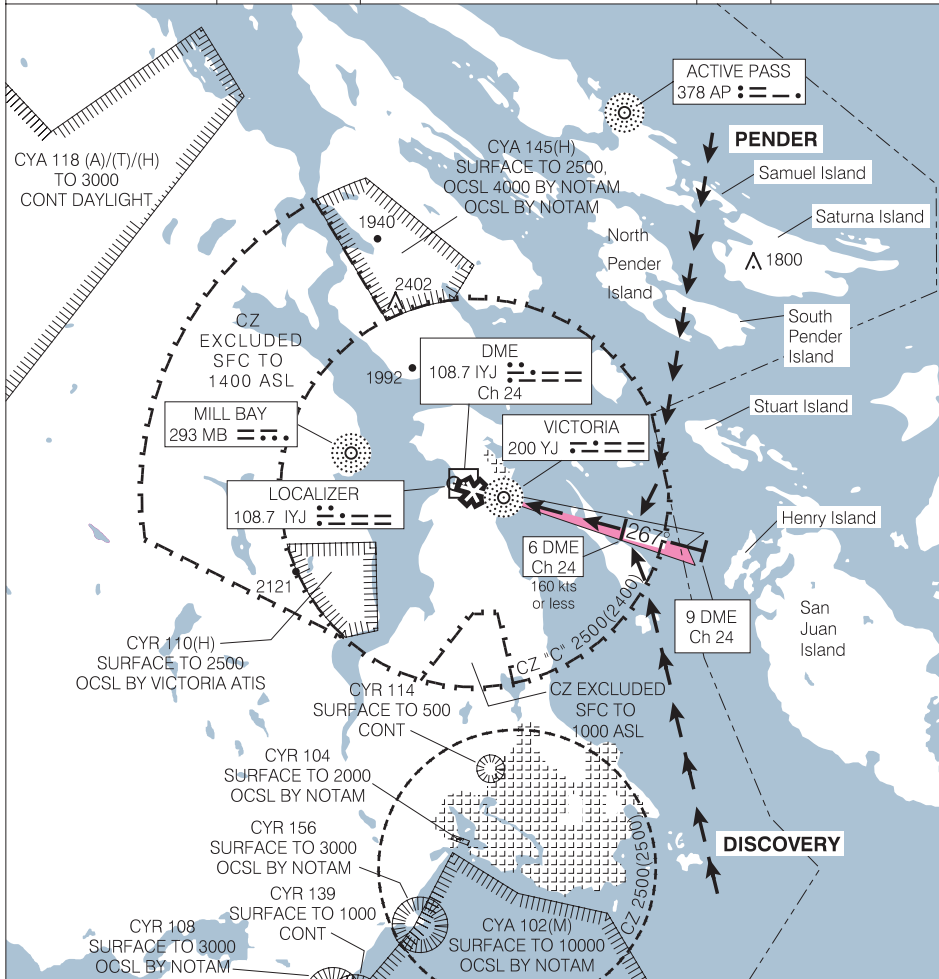 ACTIVE PASS
378 AP
PENDER
CYA 118 (A)/(T)/(H)
TO 3000
CONT DAYLIGHT
CYA 145(H)
SURFACE TO 2500,
OCSL 4000 BY NOTAM
OCSL BY NOTAM
Samuel Island
Saturna Island
1940
North
Pender
Island
1800
2402
South
Pender
Island
CZ
EXCLUDED
SFC TO
1400 ASL
DME
108.7 IYJ
Ch 24
1992
Stuart Island
MILL BAY
293 MB
VICTORIA
200 YJ
LOCALIZER
108.7 IYJ
Henry Island
267°
6 DME
Ch 24
160 kts
or less
2121
9 DME
Ch 24
San
Juan
Island
CYR 110(H)
SURFACE TO 2500
OCSL BY VICTORIA ATIS
CZ "C" 2500(2400)
CYR 114
SURFACE TO 500
CONT
CZ EXCLUDED
SFC TO
1000 ASL
CYR 104
SURFACE TO 2000
OCSL BY NOTAM
CYR 156
SURFACE TO 3000
OCSL BY NOTAM
DISCOVERY
CZ 2500(2500)
CYR 139
SURFACE TO 1000
CONT
CYR 108
SURFACE TO 3000
OCSL BY NOTAM
CYA 102(M)
SURFACE TO 10000
OCSL BY NOTAM